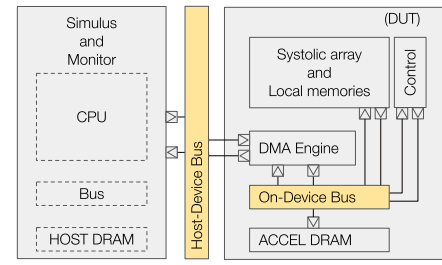 Simulus
and
Monitor
CPU
Bus
HOST DRAM
Host-Device Bus
(DUT)
Systolic array
and
Local memories
Control
DMA Engine
On-Device Bus
ACCEL DRAM